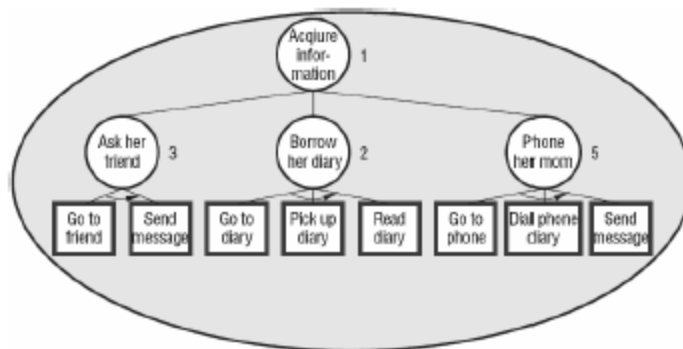 Acqiure
infor-
mation
1
Ask her
friend
3
Borrow
her diary
2
Phone
her mom
5
Go to
friend
Send
message
Go to
diary
Pick up
diary
Read
diary
Go to
phone
Dial phone
diary
Send
message